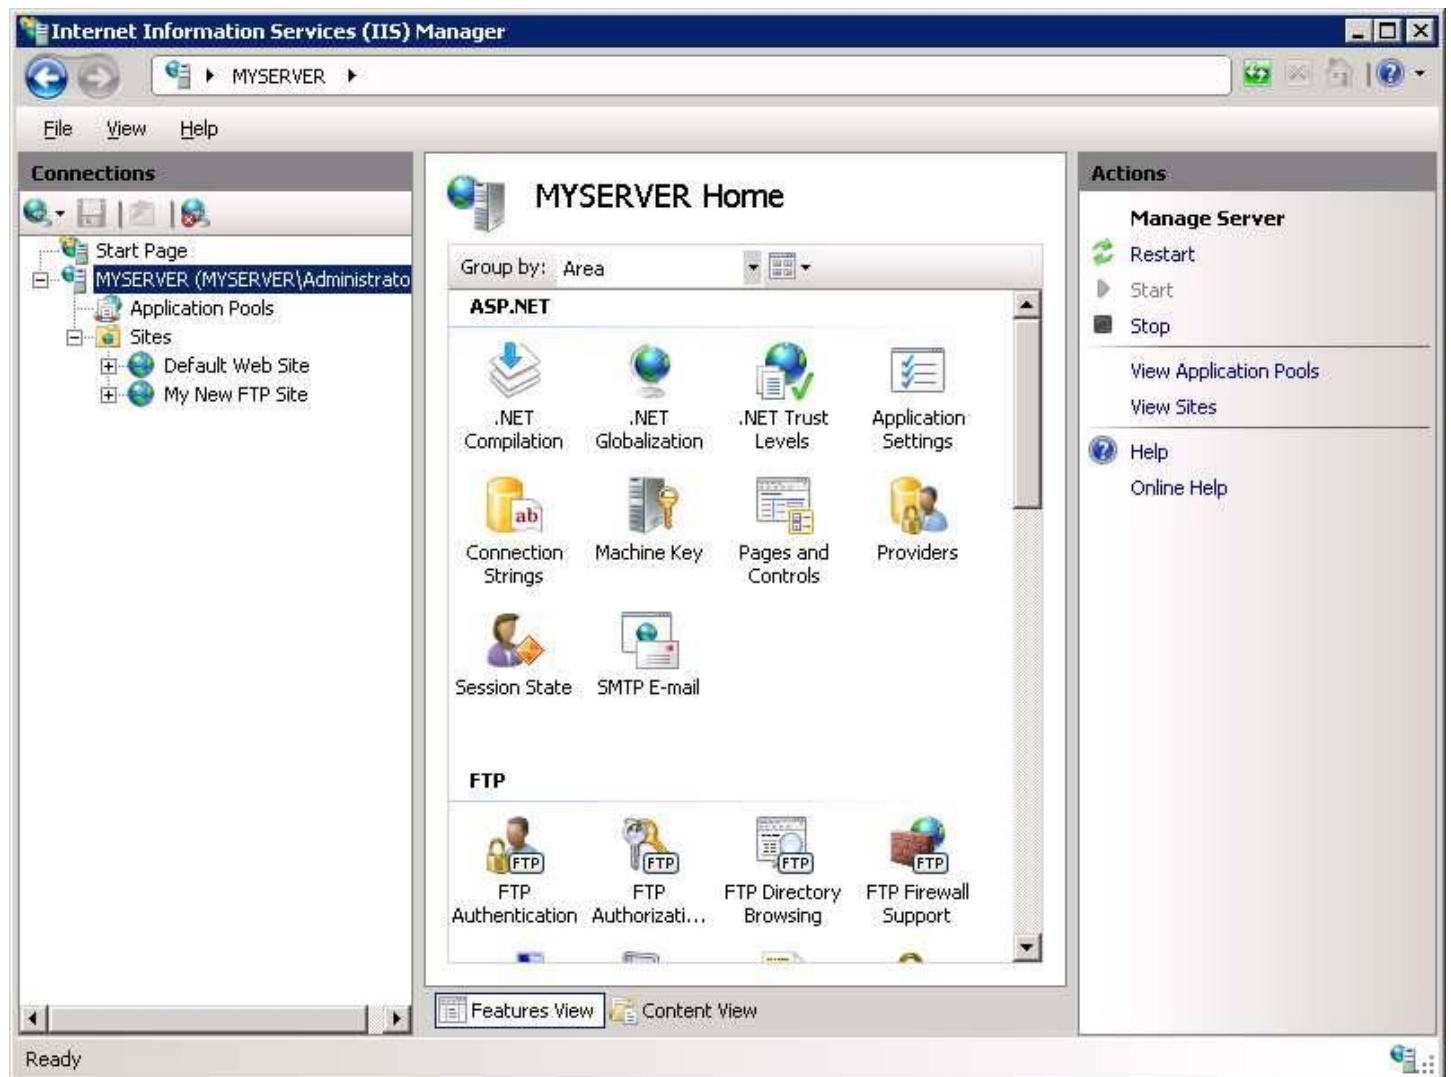 Internet Information Services (IIS) Manager
MYSERVER
File View Help
Connections
Start Page
MYSERVER (MYSERVER\Administrato
Application Pools
Sites
Default Web Site
My New FTP Site
MYSERVER Home
Group by: Area
ASP.NET
.NET
Compilation
.NET
Globalization
.NET Trust
Levels
Application
Settings
ab
Connection
Strings
Machine Key
Pages and
Controls
Providers
Session State
SMTP E-mail
FTP
FTP
FTP
Authentication
FTP
FTP
Authorizati...
FTP
FTP Directory
Browsing
FTP
FTP Firewall
Support
Features View
Content View
Actions
Manage Server
Restart
Start
Stop
View Application Pools
View Sites
Help
Online Help
Ready